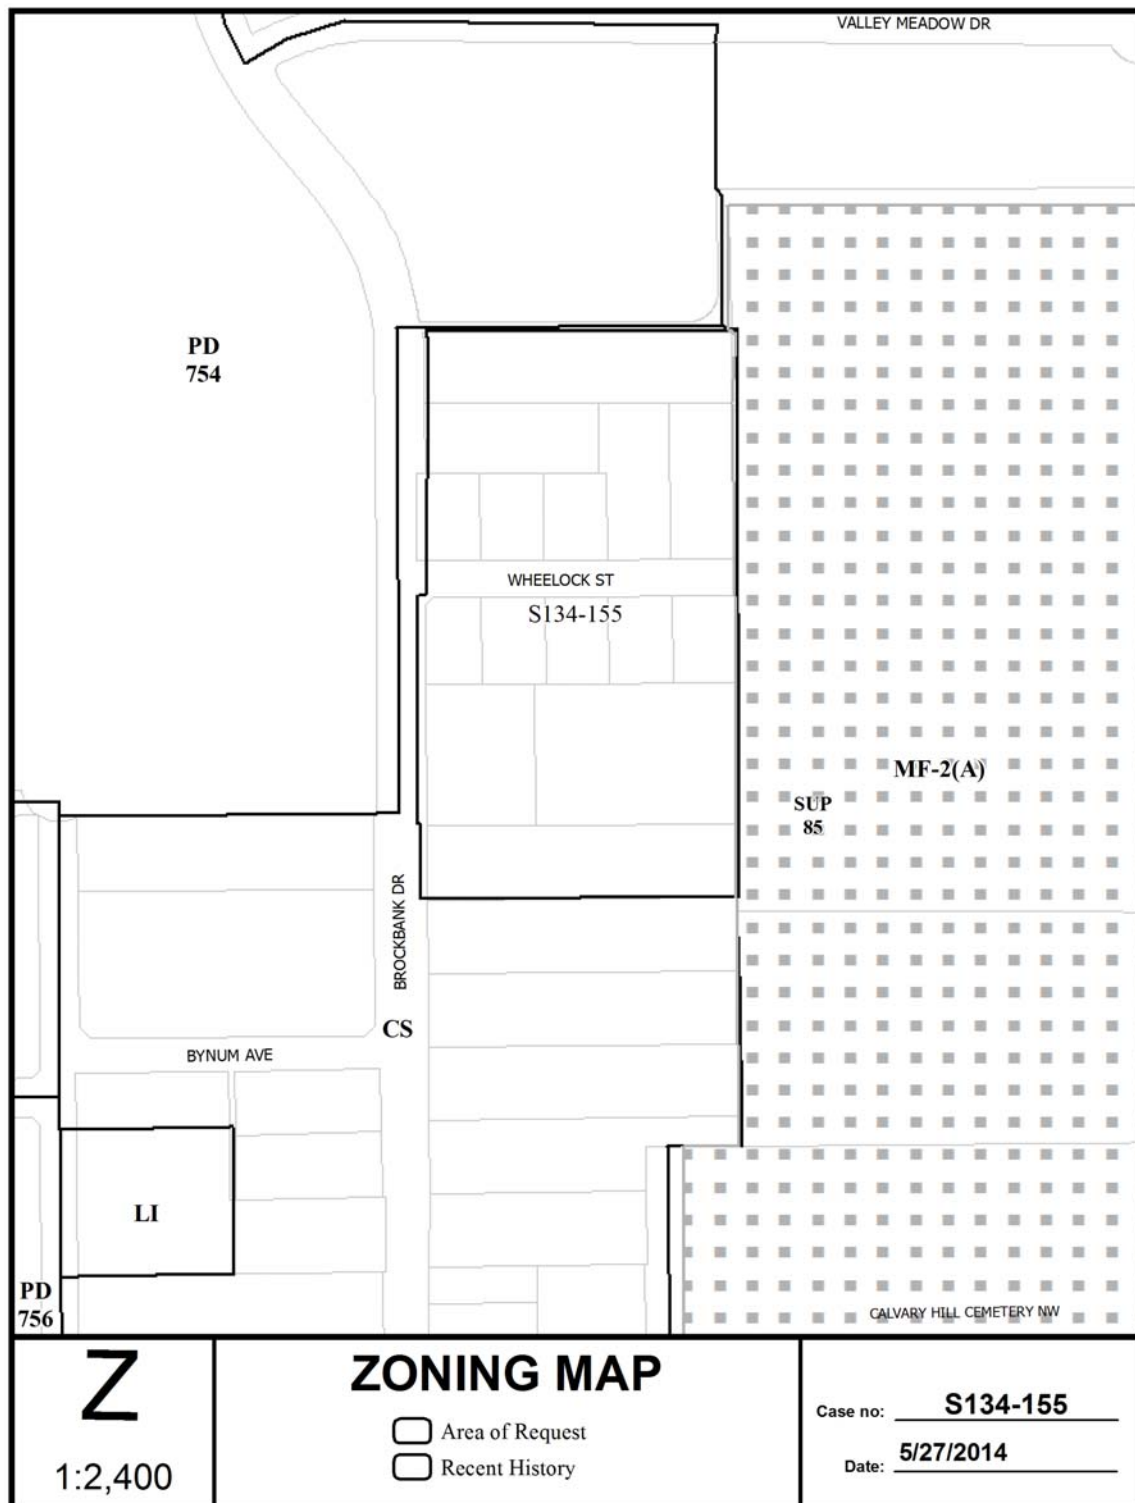 VALLEY MEADOW DR
PD
754
WHEELOCK ST
S134-155
MF-2(A)
SUP
85
BROCKBANK DR
CS
BYNUM AVE
LI
PD
756
CALVARY HILL CEMETERY NW
Z
1:2,400
ZONING MAP
Area of Request
Recent History
Case no: S134-155
Date: 5/27/2014